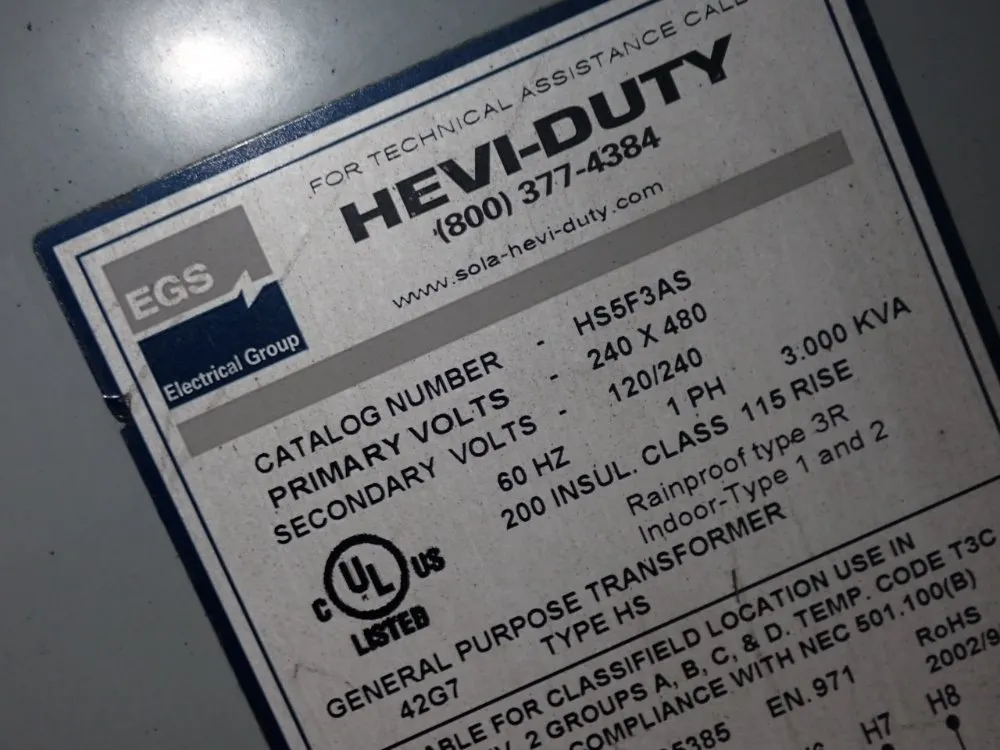 FOR TECHNICAL ASSISTANCE CALL
HEVI-DUTY
(800) 377-4384
www.sola-hevi-duty.com
EGS
Electrical Group
CATALOG NUMBER - HS5F3AS
PRIMARY VOLTS - 240 X 480
SECONDARY VOLTS - 120/240
60 HZ 1 PH 3.000 KVA
200 INSUL. CLASS 115 RISE
Rainproof type 3R
Indoor-Type 1 and 2
C UL US
LISTED
GENERAL PURPOSE TRANSFORMER
42G7 TYPE HS
ABLE FOR CLASSIFIED LOCATION USE IN
2 GROUPS A, B, C, & D. TEMP. CODE T3C
COMPLIANCE WITH NEC 501.100(B)
5385 EN. 971 RoHS
2002/9
H7 H8